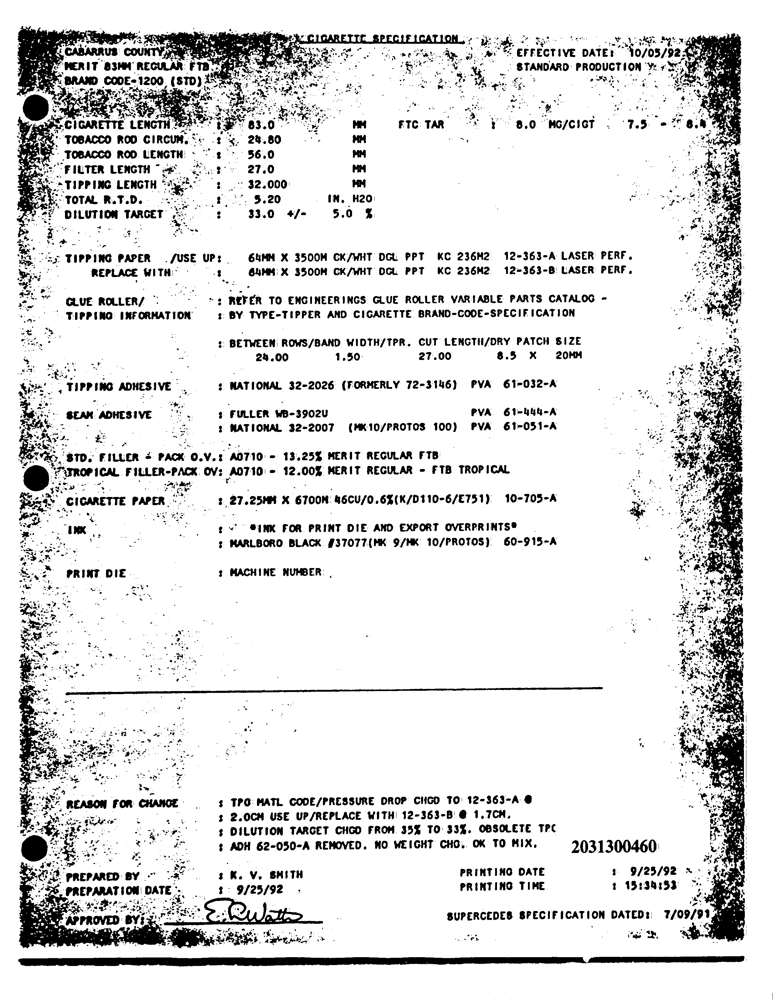 CIGARETTE SPECIFICATION
CABARRUS COUNTY EFFECTIVE DATE: 10/05/92
MERIT 83MM REGULAR FTB STANDARD PRODUCTION
BRAND CODE-1200 (STD)
CIGARETTE LENGTH : 83.0 MM FTC TAR : 8.0 MG/CIGT 7.5 - 8.4
TOBACCO ROD CIRCUM. : 24.80 MM
TOBACCO ROD LENGTH : 56.0 MM
FILTER LENGTH : 27.0 MM
TIPPING LENGTH : 32.000 MM
TOTAL R.T.D. : 5.20 IN. H2O
DILUTION TARGET : 33.0 +/- 5.0 %
TIPPING PAPER /USE UP: 64MM X 3500M CK/WHT DGL PPT KC 236M2 12-363-A LASER PERF.
REPLACE WITH : 64MM X 3500M CK/WHT DGL PPT KC 236M2 12-363-B LASER PERF.
GLUE ROLLER/ : REFER TO ENGINEERINGS GLUE ROLLER VARIABLE PARTS CATALOG -
TIPPING INFORMATION : BY TYPE-TIPPER AND CIGARETTE BRAND-CODE-SPECIFICATION
: BETWEEN ROWS/BAND WIDTH/TPR. CUT LENGTH/DRY PATCH SIZE
24.00 1.50 27.00 8.5 X 20MM
TIPPING ADHESIVE : NATIONAL 32-2026 (FORMERLY 72-3146) PVA 61-032-A
SEAM ADHESIVE : FULLER WB-3902U PVA 61-444-A
: NATIONAL 32-2007 (MK10/PROTOS 100) PVA 61-051-A
STD. FILLER - PACK O.V.: A0710 - 13.25% MERIT REGULAR FTB
TROPICAL FILLER-PACK OV: A0710 - 12.00% MERIT REGULAR - FTB TROPICAL
CIGARETTE PAPER : 27.25MM X 6700M 46CU/0.6%(K/D110-6/E751) 10-705-A
INK : *INK FOR PRINT DIE AND EXPORT OVERPRINTS*
: MARLBORO BLACK #37077(MK 9/MK 10/PROTOS) 60-915-A
PRINT DIE : MACHINE NUMBER
REASON FOR CHANGE : TPG MATL CODE/PRESSURE DROP CHGD TO 12-363-A @
: 2.0CM USE UP/REPLACE WITH 12-363-B @ 1.7CM.
: DILUTION TARGET CHGD FROM 35% TO 33%. OBSOLETE TPG
: ADH 62-050-A REMOVED. NO WEIGHT CHG. OK TO MIX.
2031300460
PREPARED BY : K. V. SMITH PRINTING DATE : 9/25/92
PREPARATION DATE : 9/25/92 PRINTING TIME : 15:34:53
APPROVED BY: E. R. Watts SUPERCEDES SPECIFICATION DATED: 7/09/91